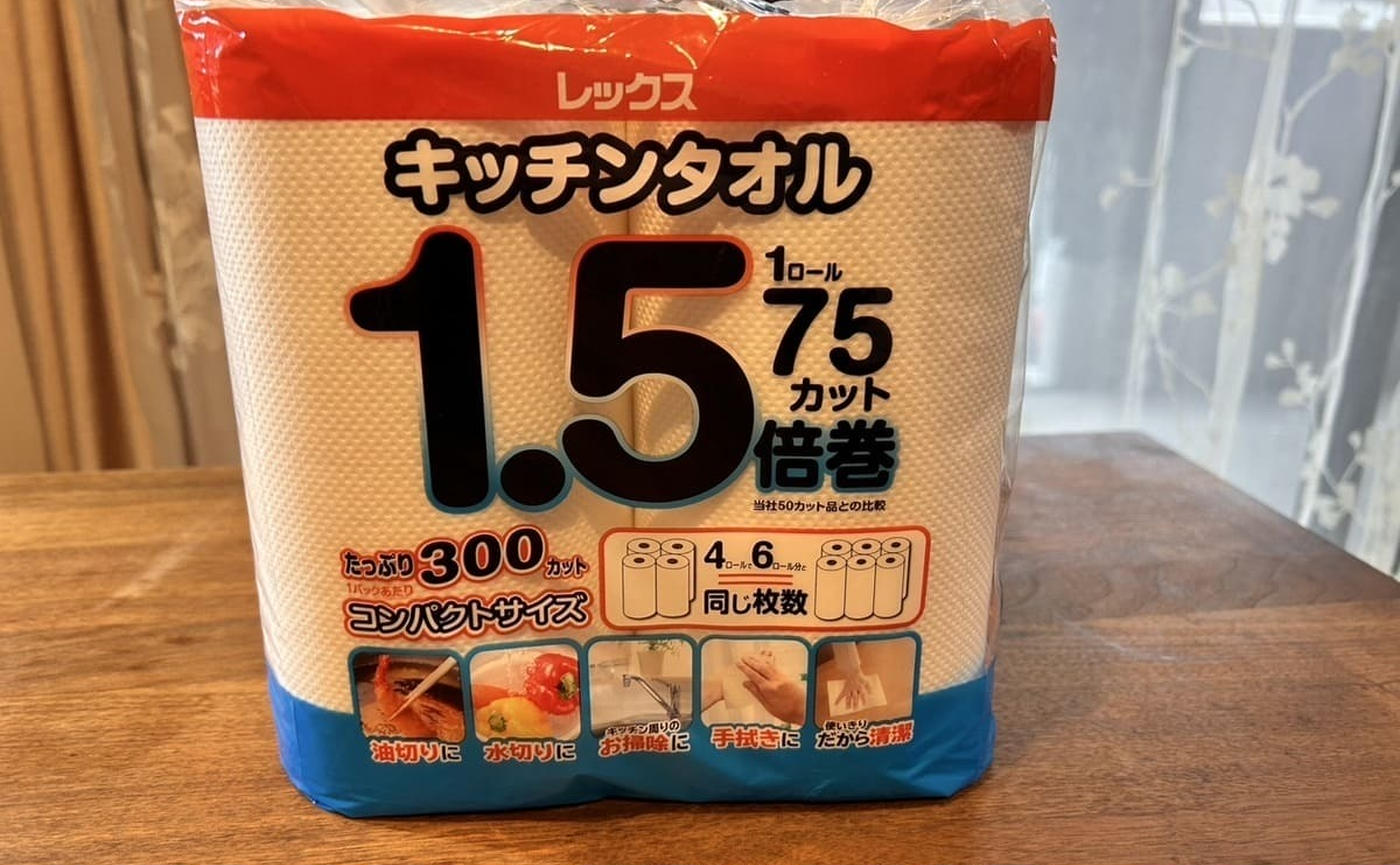 レックス
キッチンタオル
1.5
1ロール
75
カット
倍巻
当社50カット品との比較
たっぷり300カット
1パックあたり
コンパクトサイズ
4ロールで6ロール分と
同じ枚数
油切りに
水切りに
キッチン周りの
お掃除に
手拭きに
使いきり
だから清潔